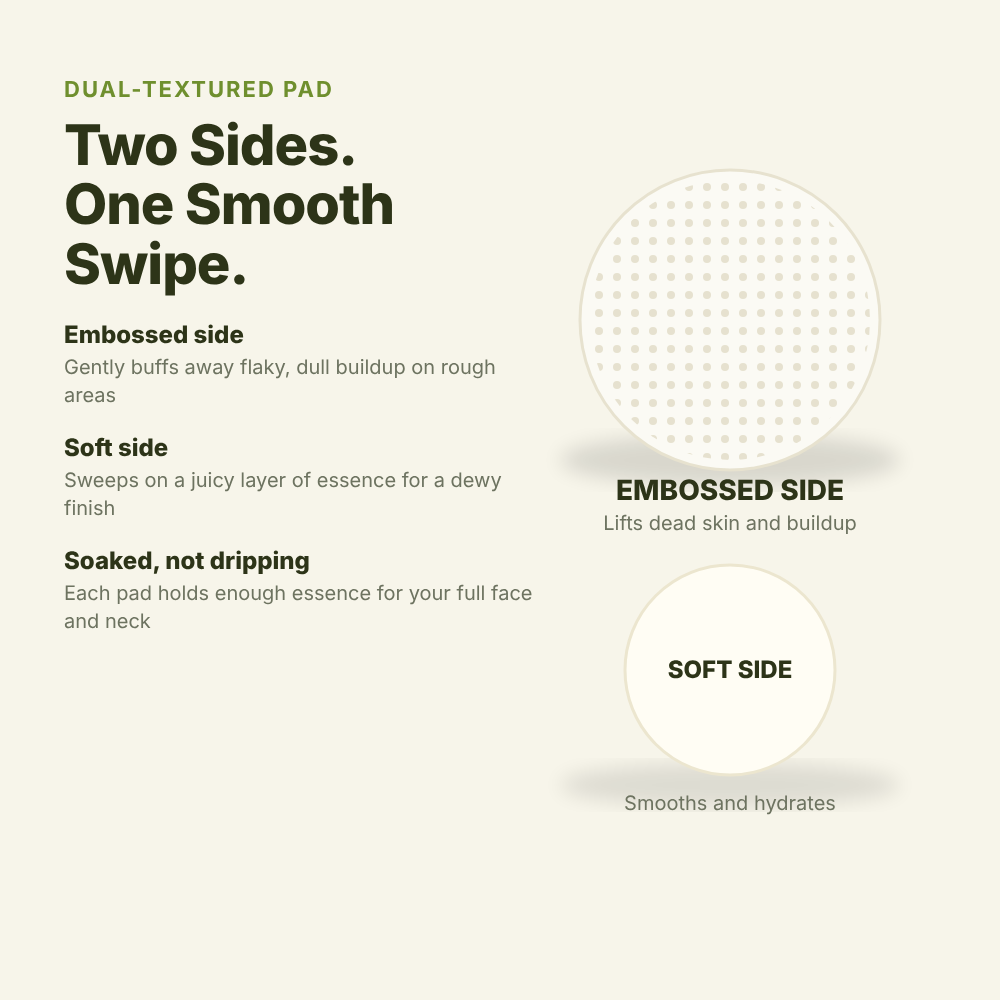 DUAL-TEXTURED PAD
Two Sides.
One Smooth
Swipe.
Embossed side
Gently buffs away flaky, dull buildup on rough
areas
Soft side
Sweeps on a juicy layer of essence for a dewy
finish
Soaked, not dripping
Each pad holds enough essence for your full face
and neck
EMBOSSED SIDE
Lifts dead skin and buildup
SOFT SIDE
Smooths and hydrates